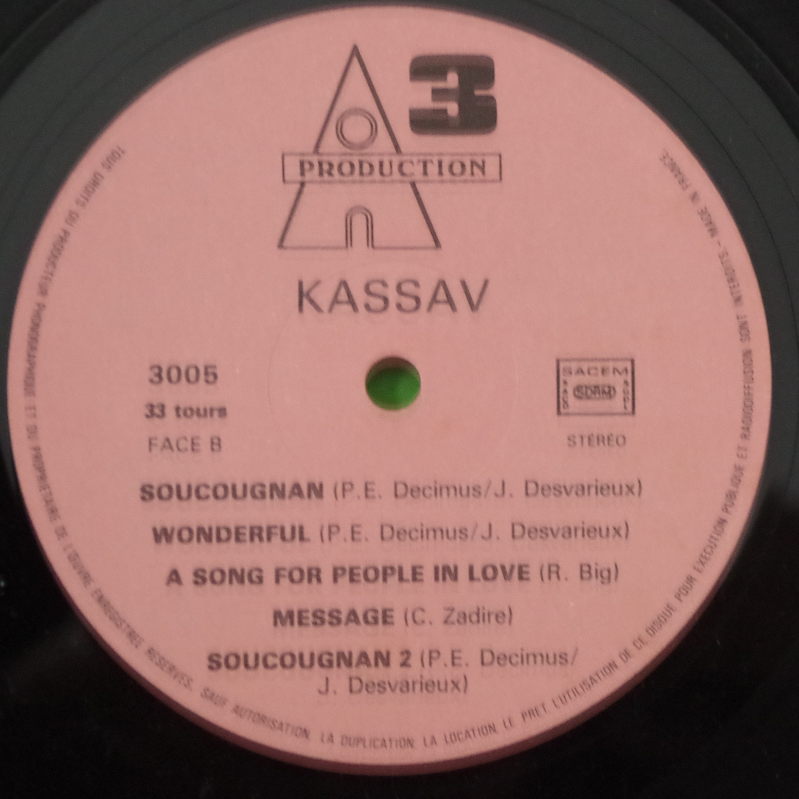 3
PRODUCTION
KASSAV
3005
33 tours
FACE B
SACEM
SACD
SDRM
SGDL
STÉRÉO
SOUCOUGNAN (P.E. Decimus/J. Desvarieux)
WONDERFUL (P.E. Decimus/J. Desvarieux)
A SONG FOR PEOPLE IN LOVE (R. Big)
MESSAGE (C. Zadire)
SOUCOUGNAN 2 (P.E. Decimus/
J. Desvarieux)
TOUS DROITS DU PRODUCTEUR PHONOGRAPHIQUE ET DU PROPRIÉTAIRE DE L'ŒUVRE ENREGISTRÉE RÉSERVÉS. SAUF AUTORISATION, LA DUPLICATION, LA LOCATION, LE PRÊT, L'UTILISATION DE CE DISQUE POUR EXÉCUTION PUBLIQUE ET RADIODIFFUSION SONT INTERDITS. - MADE IN FRANCE.